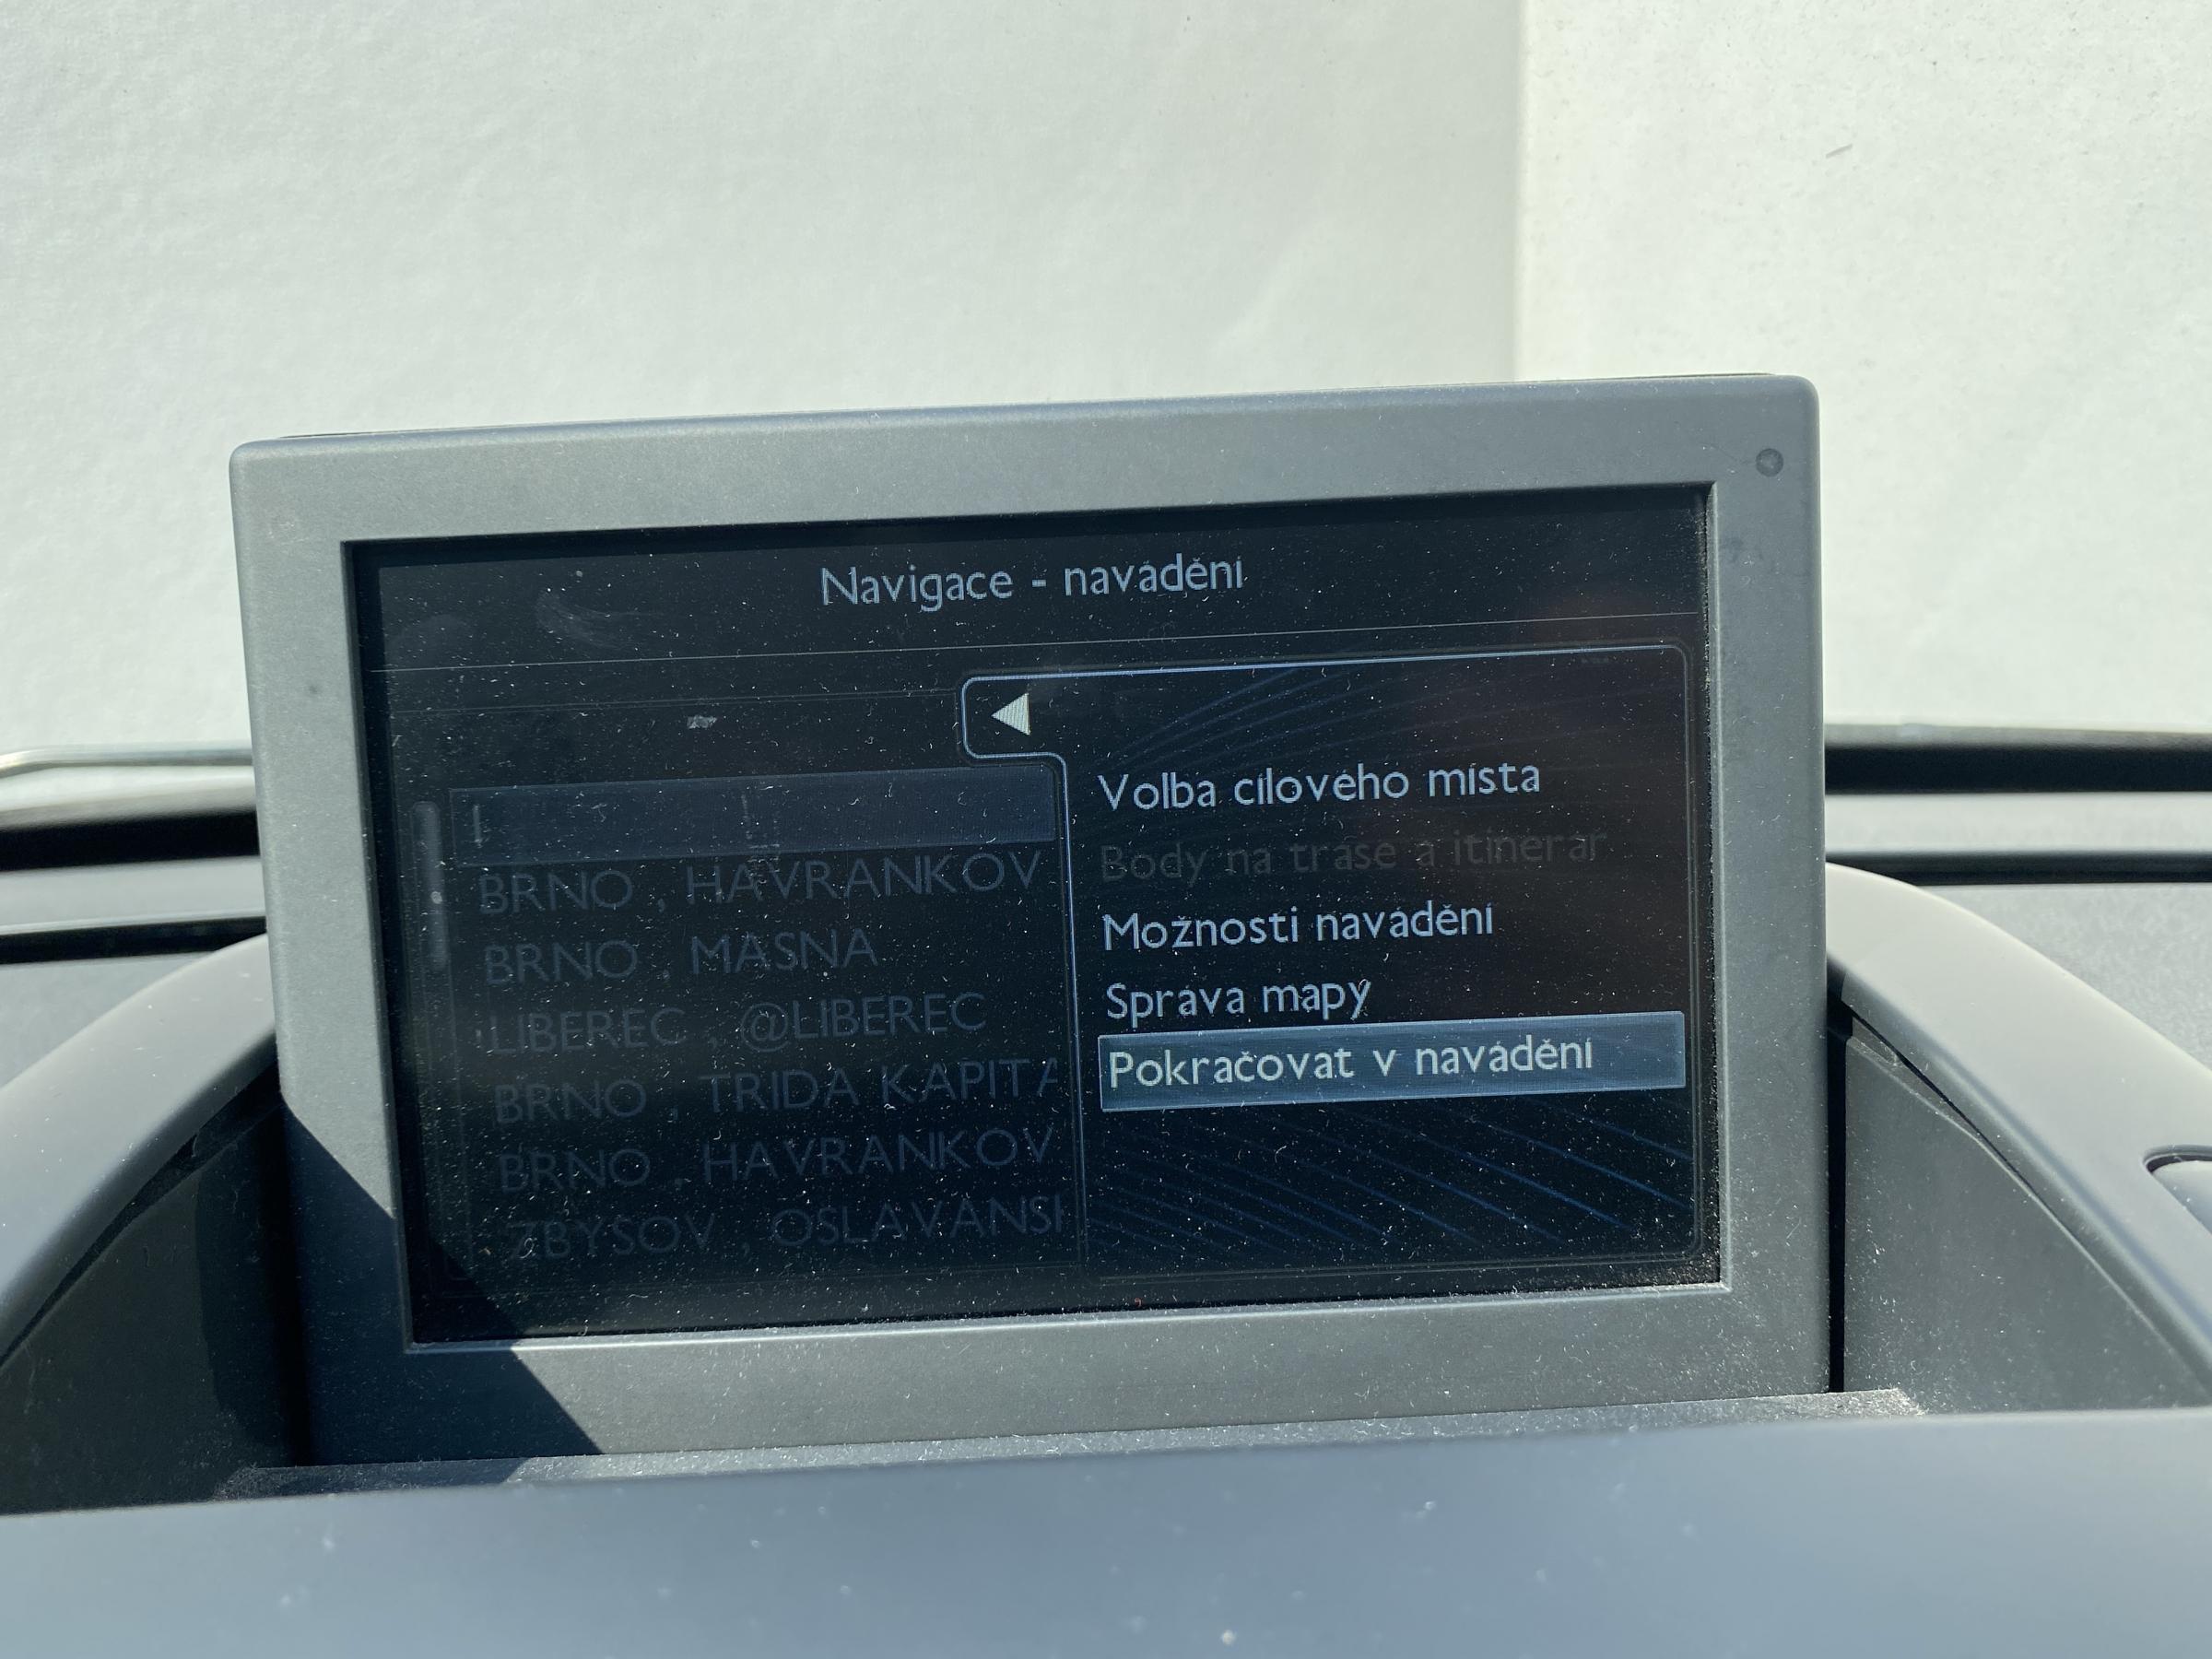 Navigace - navádění
BRNO , HAVRANKOV
BRNO , MASNA
LIBEREC , @LIBEREC
BRNO , TRIDA KAPITA
BRNO , HAVRANKOV
ZBYSOV , OSLAVANS
Volba cílového místa
Body na trase a itinerář
Možnosti navádění
Správa mapy
Pokračovat v navádění